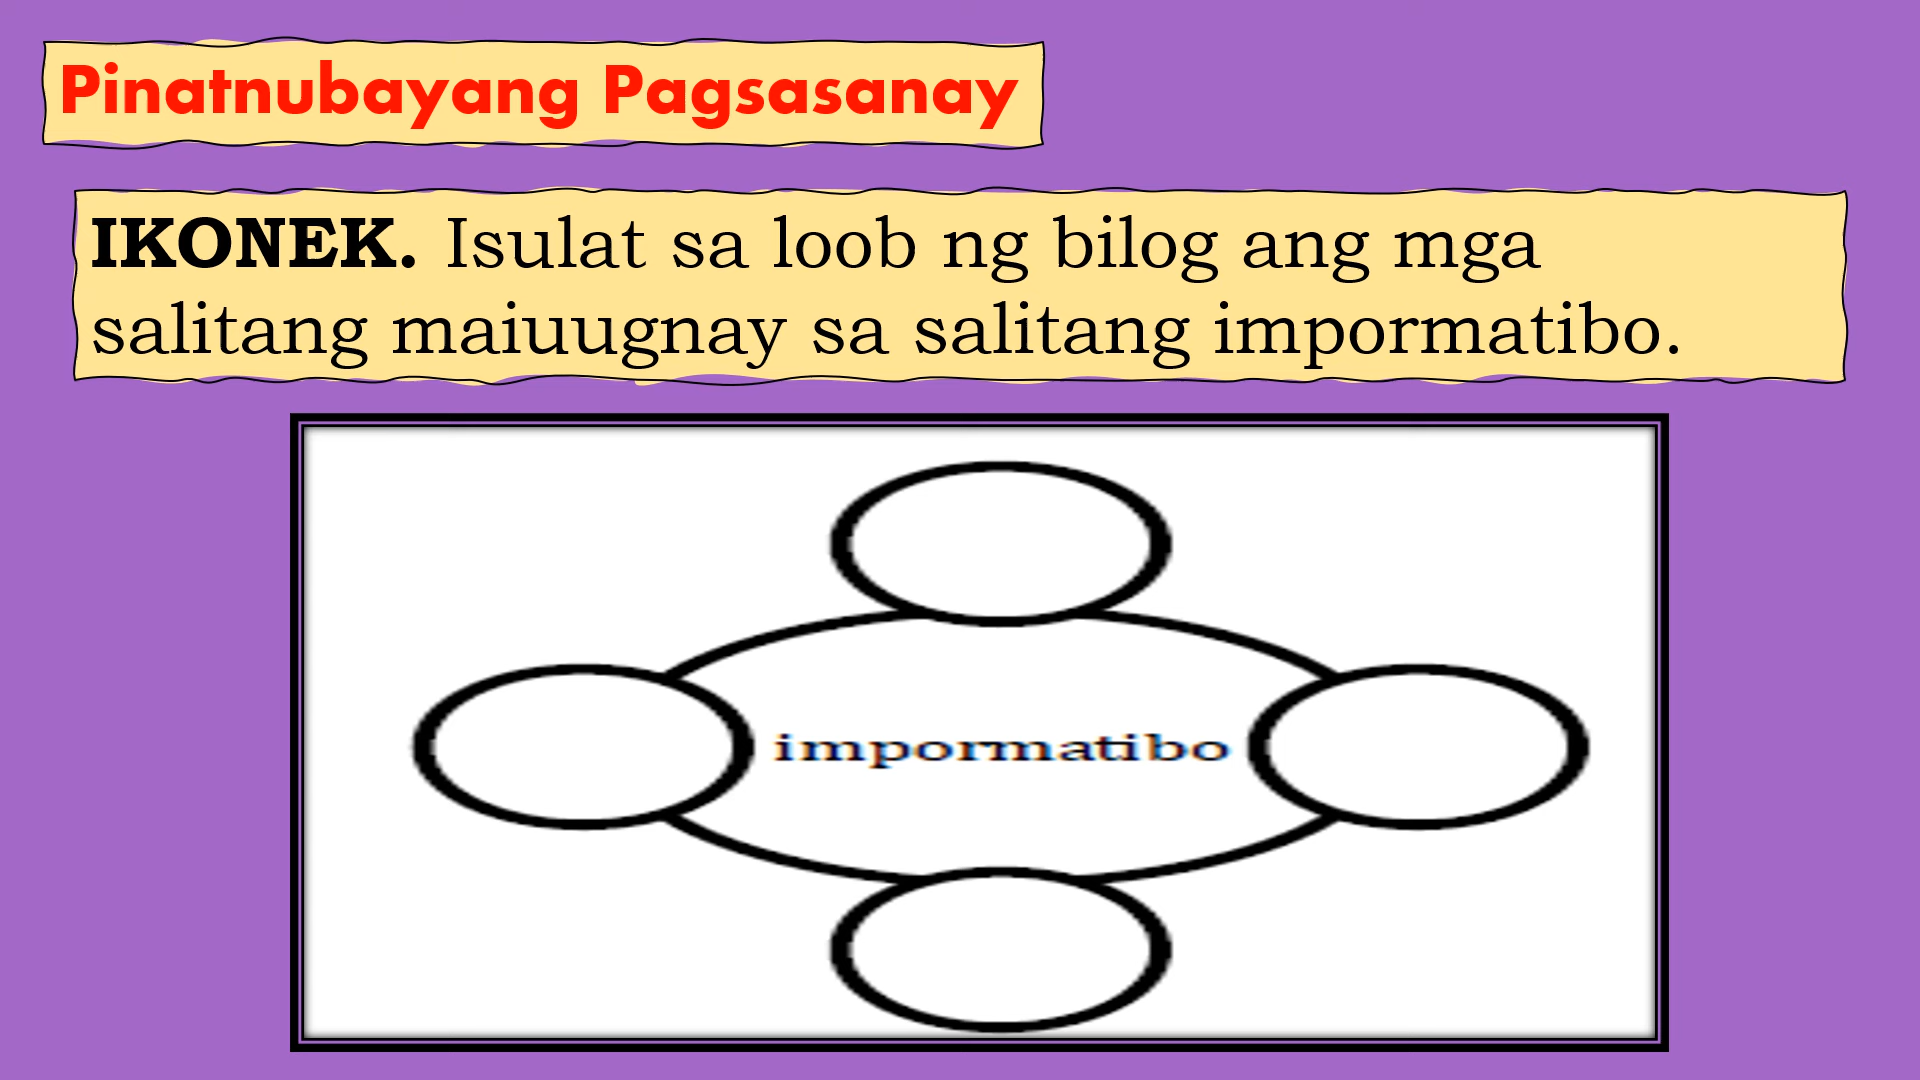 Pinatnubayang Pagsasanay
IKONEK. Isulat sa loob ng bilog ang mga
salitang maiuugnay sa salitang impormatibo.
impormatibo